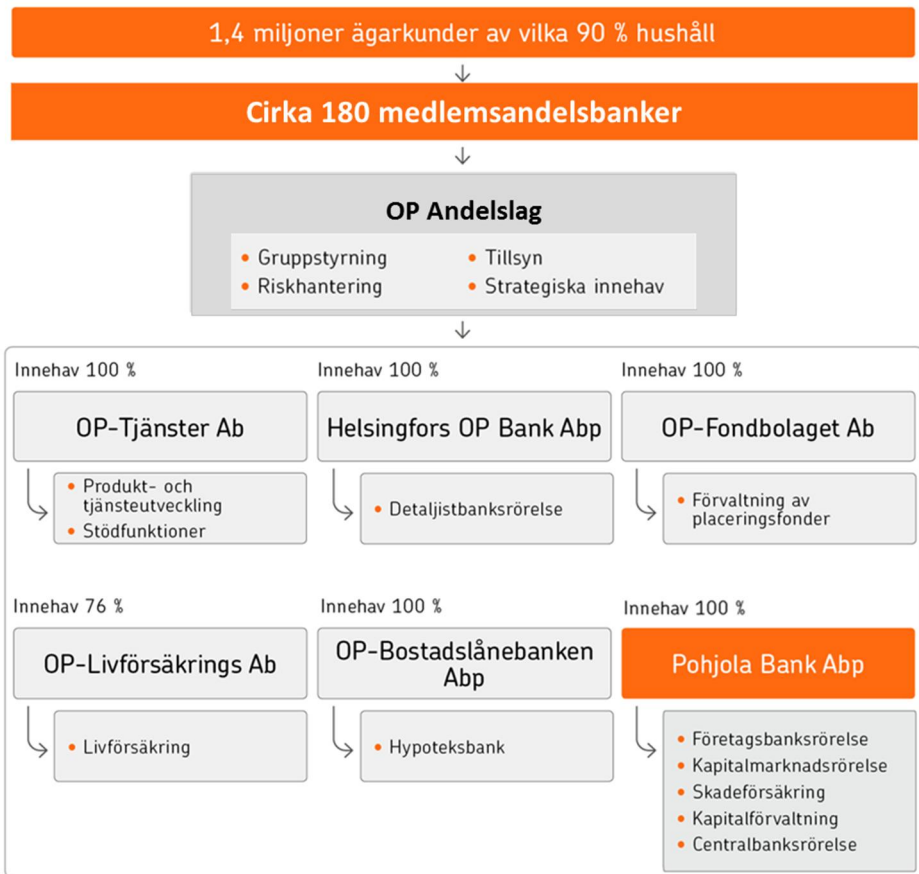 1,4 miljoner ägarkunder av vilka 90 % hushåll
Cirka 180 medlemsandelsbanker
OP Andelslag
• Gruppstyrning
• Riskhantering
• Tillsyn
• Strategiska innehav
Innehav 100 %
OP-Tjänster Ab
• Produkt- och
tjänsteutveckling
• Stödfunktioner
Innehav 100 %
Helsingfors OP Bank Abp
• Detaljistbanksrörelse
Innehav 100 %
OP-Fondbolaget Ab
• Förvaltning av
placeringsfonder
Innehav 76 %
OP-Livförsäkrings Ab
• Livförsäkring
Innehav 100 %
OP-Bostadslånebanken
Abp
• Hypoteksbank
Innehav 100 %
Pohjola Bank Abp
• Företagsbanksrörelse
• Kapitalmarknadsrörelse
• Skadeförsäkring
• Kapitalförvaltning
• Centralbanksrörelse